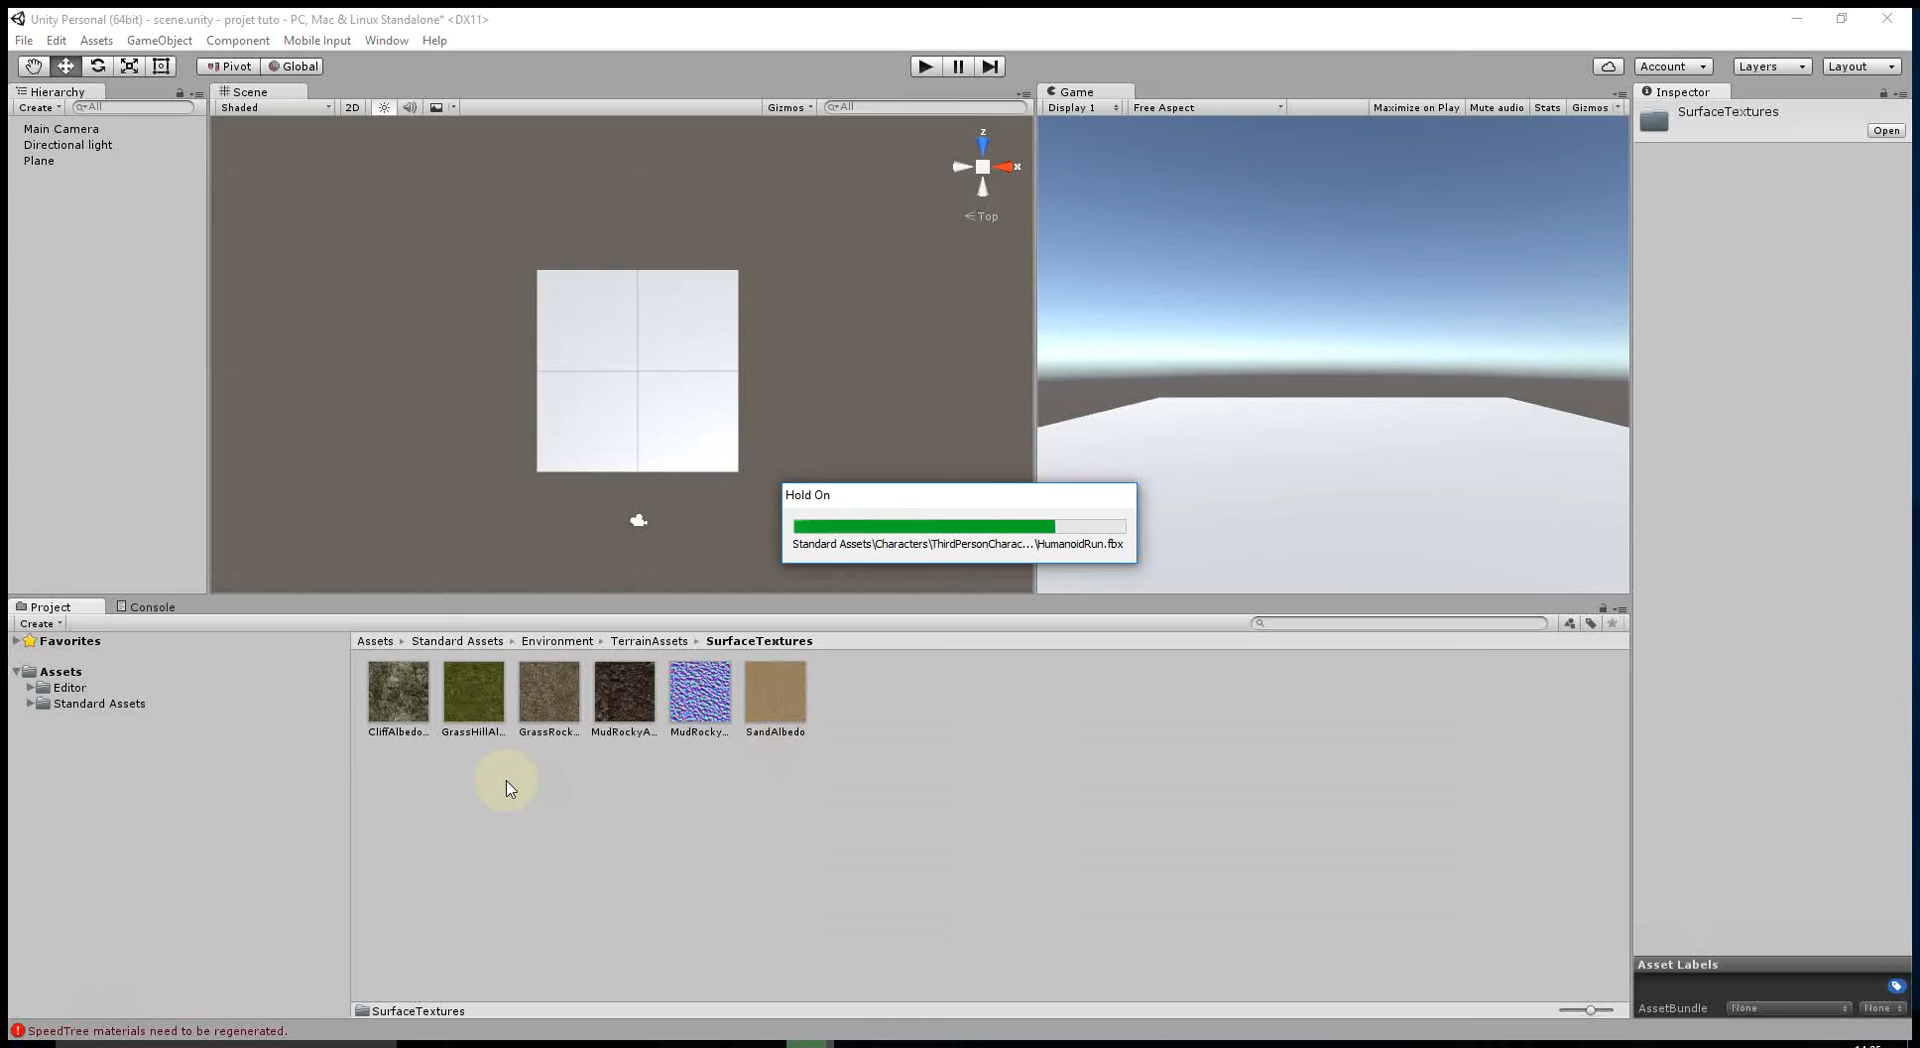 Unity Personal (64bit) - scene.unity - projet tuto - PC, Mac & Linux Standalone* <DX11>
File Edit Assets GameObject Component Mobile Input Window Help
Pivot Global Account Layers Layout
Hierarchy Scene Game Inspector
Create All Shaded 2D Gizmos All Display 1 Free Aspect Maximize on Play Mute audio Stats Gizmos SurfaceTextures
Open
Main Camera
Directional light
Plane
z
x
Top
Hold On
Standard Assets\Characters\ThirdPersonCharac...\HumanoidRun.fbx
Project Console
Create
Favorites
Assets
Editor
Standard Assets
Assets Standard Assets Environment TerrainAssets SurfaceTextures
CliffAlbedo... GrassHillAl... GrassRock... MudRockyA... MudRocky... SandAlbedo
SurfaceTextures
Asset Labels
AssetBundle None None
SpeedTree materials need to be regenerated.